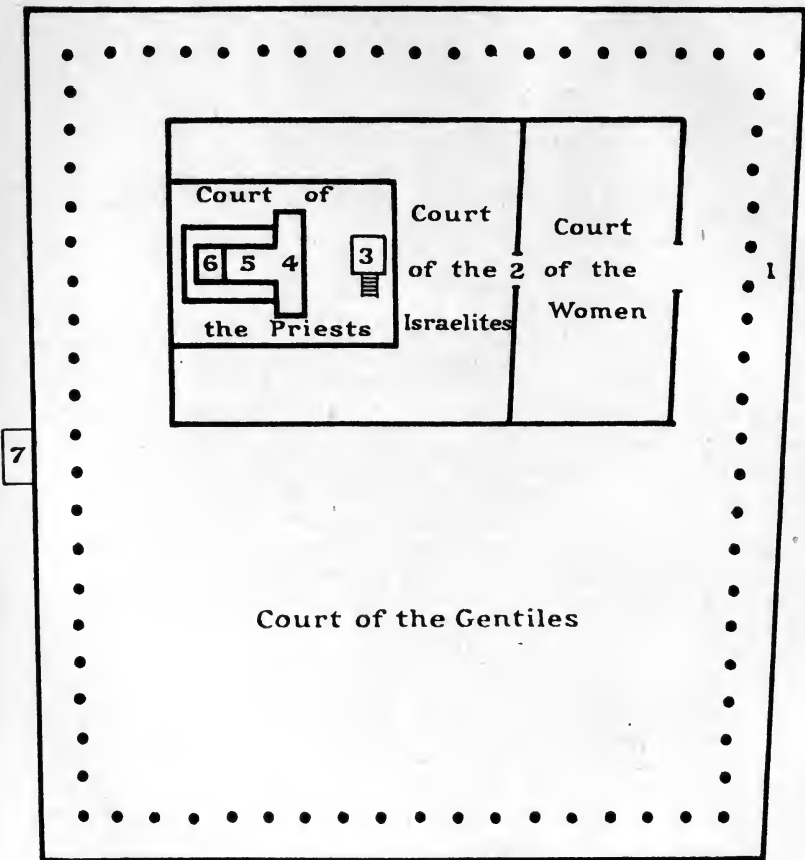 Court of
Court
Court
3
6 5 4
of the 2 of the
1
Women
the Priests
Israelites
7
Court of the Gentiles